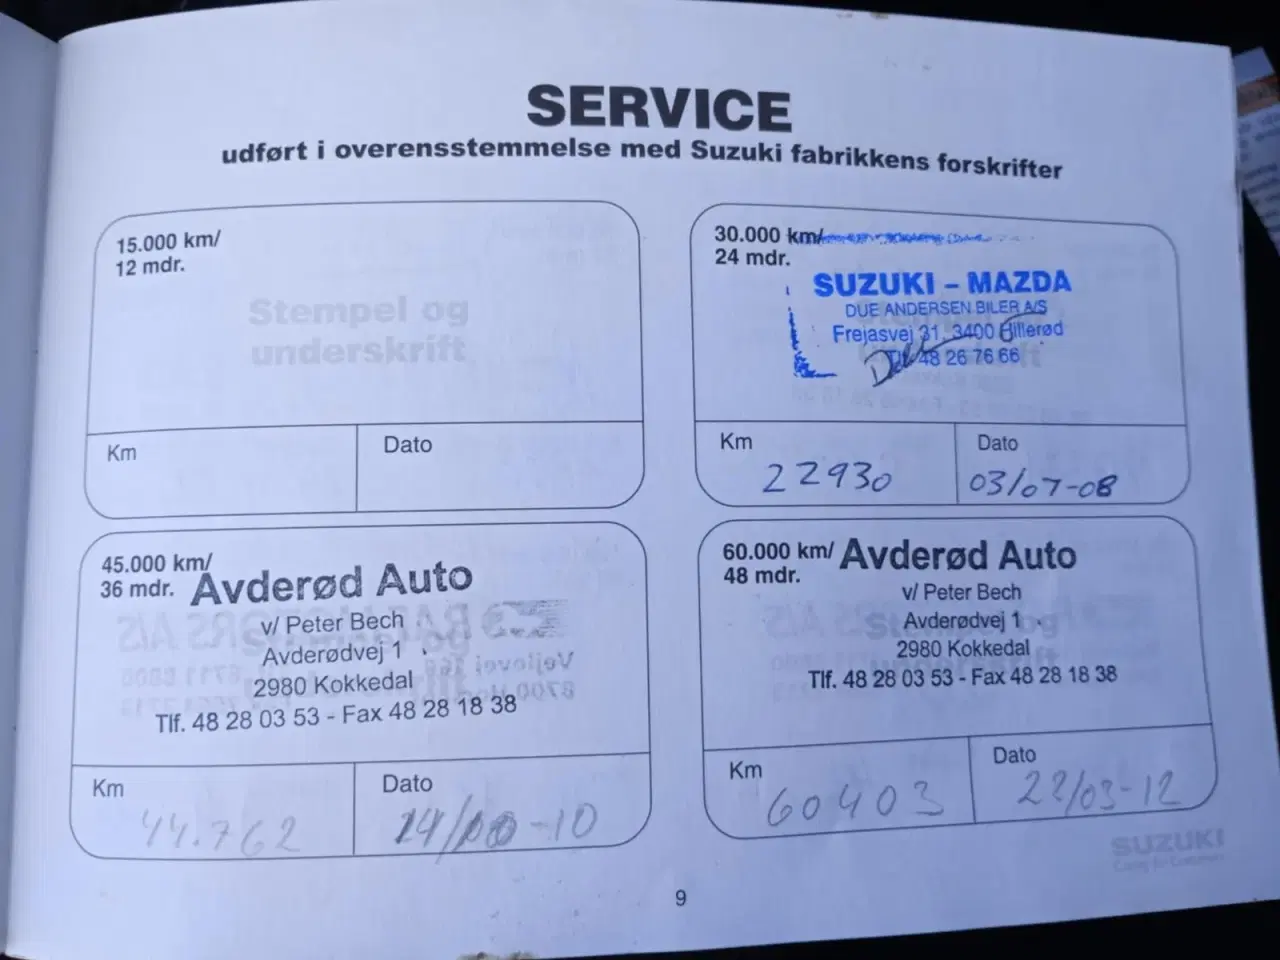 SERVICE
udført i overensstemmelse med Suzuki fabrikkens forskrifter
15.000 km/
12 mdr.
Stempel og
underskrift
Km
Dato
30.000 km/
24 mdr.
SUZUKI - MAZDA
DUE ANDERSEN BILER A/S
Frejasvej 31, 3400 Hillerød
Tlf. 48 26 76 66
Km
22930
Dato
03/07-08
45.000 km/
36 mdr.
Avderød Auto
v/ Peter Bech
Avderødvej 1
2980 Kokkedal
Tlf. 48 28 03 53 - Fax 48 28 18 38
Km
44.762
Dato
14/10-10
60.000 km/
48 mdr.
Avderød Auto
v/ Peter Bech
Avderødvej 1
2980 Kokkedal
Tlf. 48 28 03 53 - Fax 48 28 18 38
Km
60403
Dato
22/03-12
SUZUKI
9